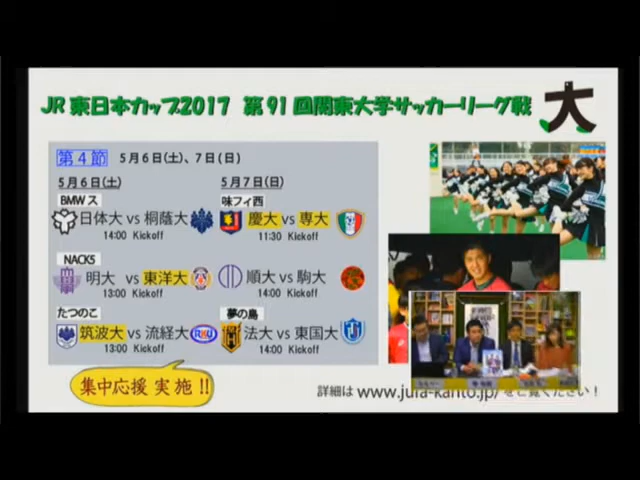 JR東日本カップ2017 第91回関東大学サッカーリーグ戦
大
第4節 5月6日(土)、7日(日)
5月6日(土)
BMWス
日体大 vs 桐蔭大
14:00 Kickoff
NACK5
明大 vs 東洋大
13:00 Kickoff
たつのこ
筑波大 vs 流経大
13:00 Kickoff
5月7日(日)
味フィ西
慶大 vs 専大
11:30 Kickoff
順大 vs 駒大
14:00 Kickoff
夢の島
法大 vs 東国大
14:00 Kickoff
RKU
集中応援 実施!!
詳細は www.jufa-kanto.jp/ をご覧ください!